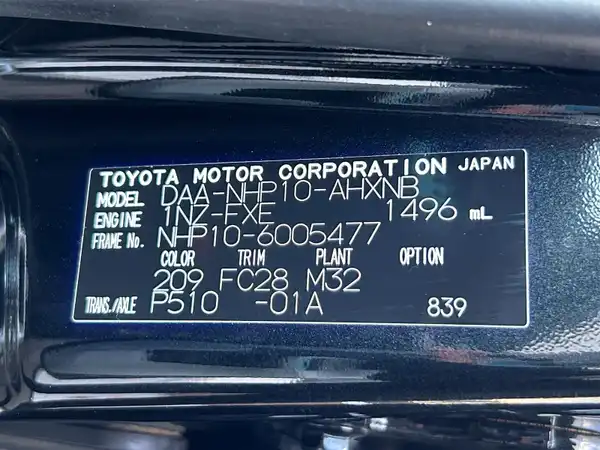 TOYOTA MOTOR CORPORATION JAPAN
MODEL DAA-NHP10-AHXNB
ENGINE 1NZ-FXE 1496 mL
FRAME No. NHP10-6005477
COLOR TRIM PLANT OPTION
209 FC28 M32
TRANS./AXLE P510 -01A 839